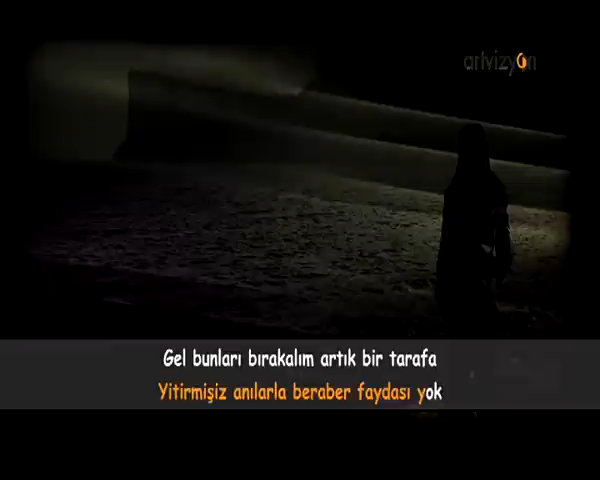 artvizyon
Gel bunları bırakalım artık bir tarafa
Yitirmişiz anılarla beraber faydası yok